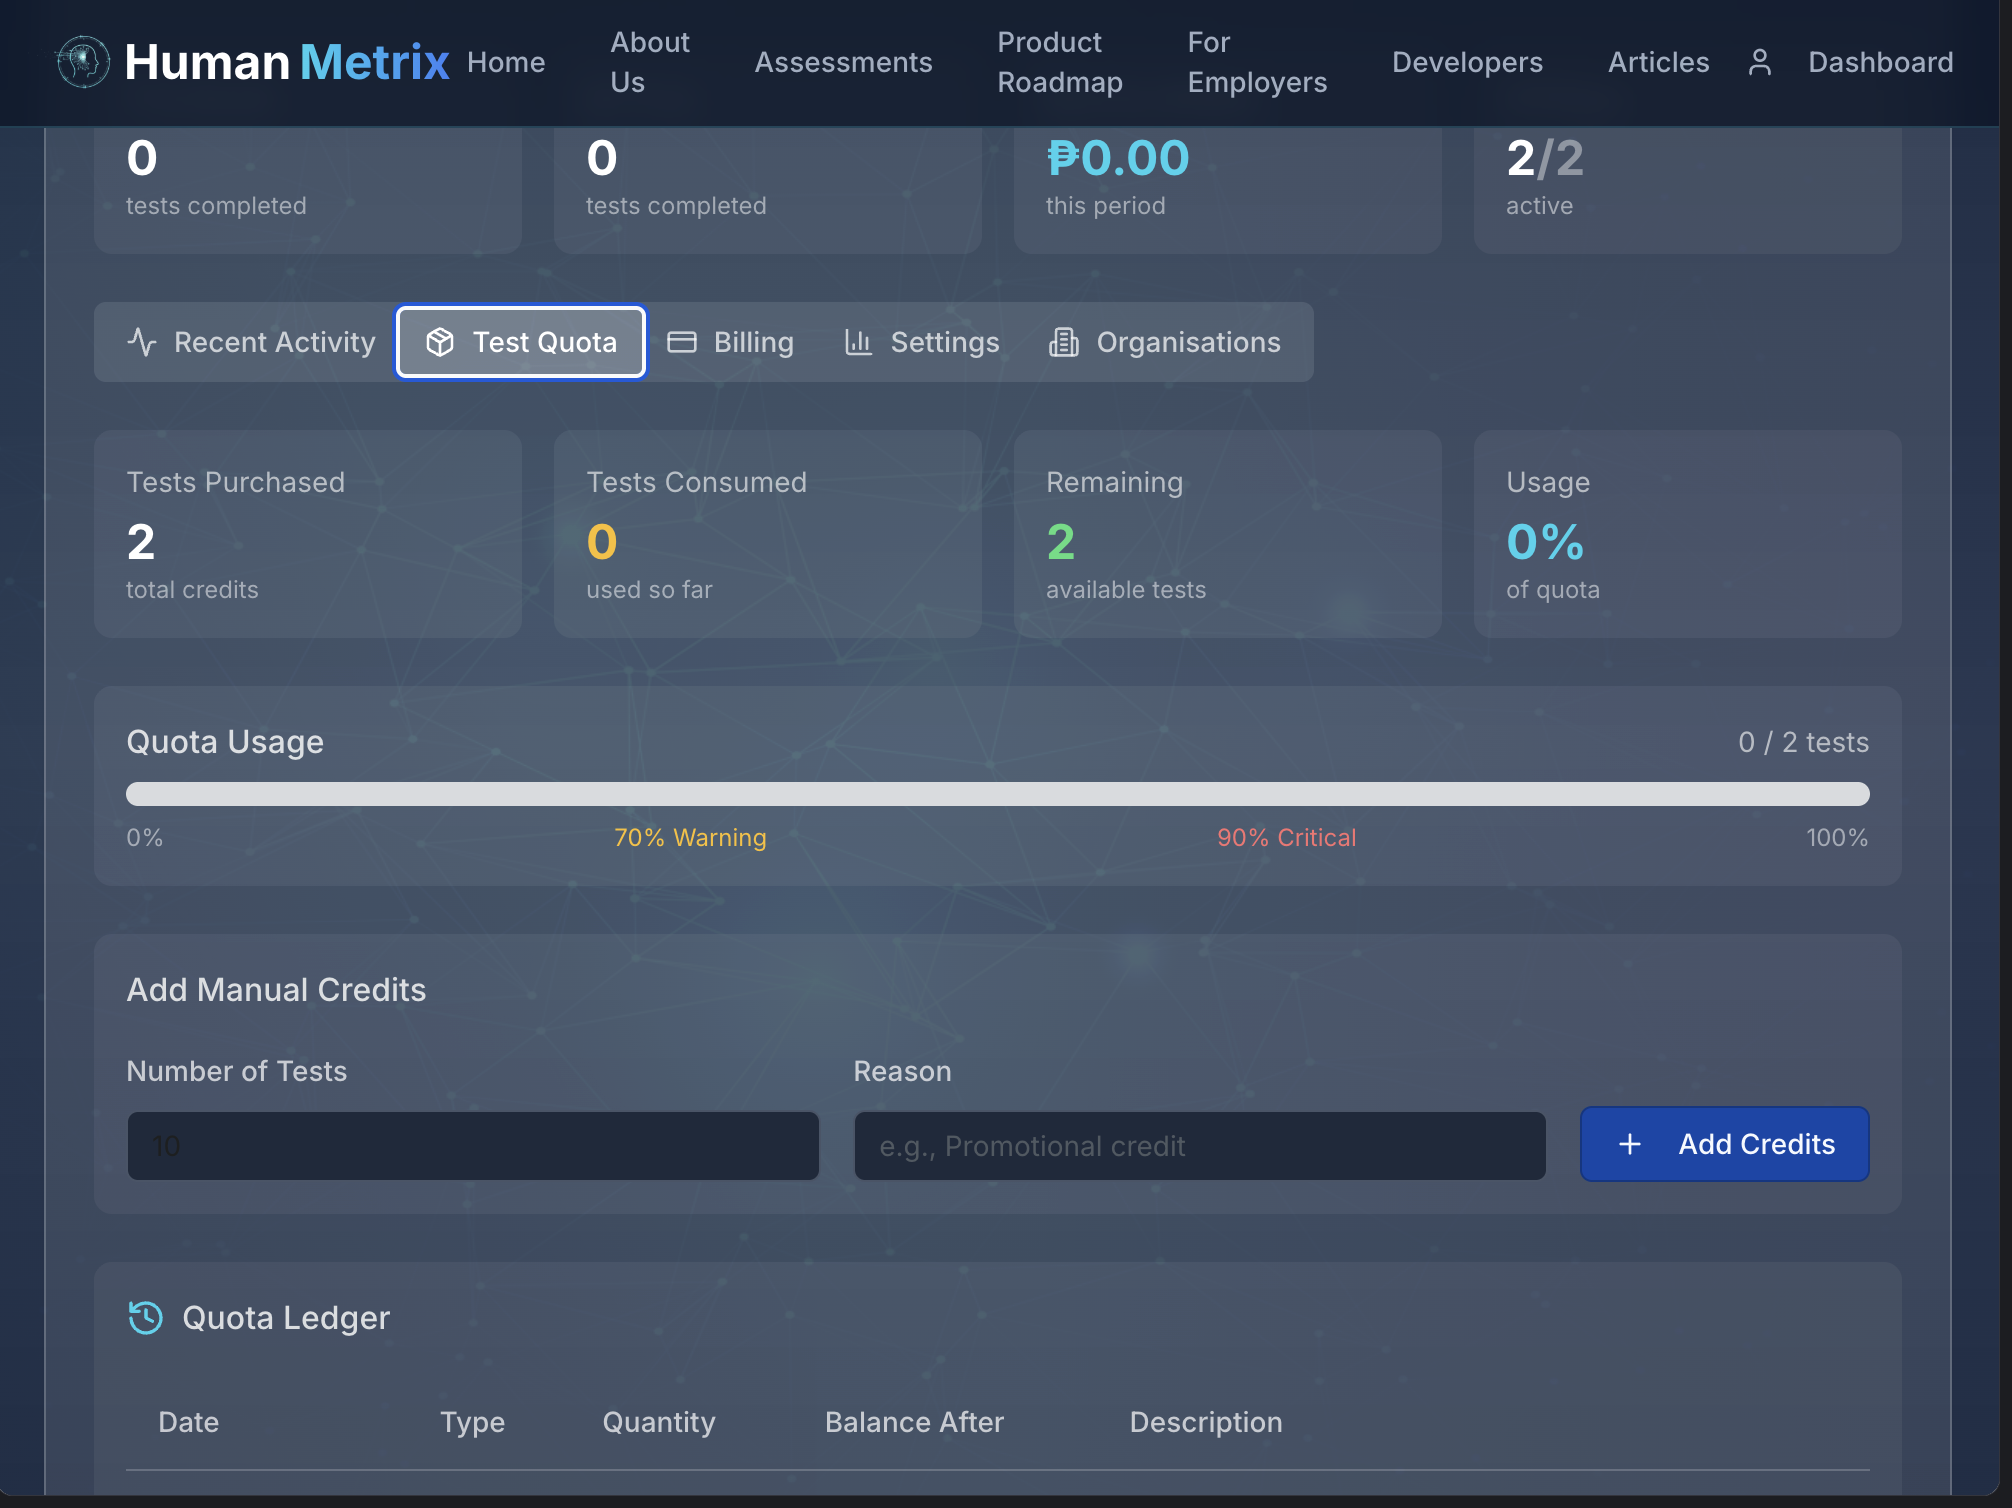 Human Metrix
Home
About
Us
Assessments
Product
Roadmap
For
Employers
Developers
Articles
Dashboard
0
tests completed
0
tests completed
₱0.00
this period
2/2
active
Recent Activity
Test Quota
Billing
Settings
Organisations
Tests Purchased
2
total credits
Tests Consumed
0
used so far
Remaining
2
available tests
Usage
0%
of quota
Quota Usage
0 / 2 tests
0%
70% Warning
90% Critical
100%
Add Manual Credits
Number of Tests
Reason
10
e.g., Promotional credit
+ Add Credits
Quota Ledger
Date
Type
Quantity
Balance After
Description